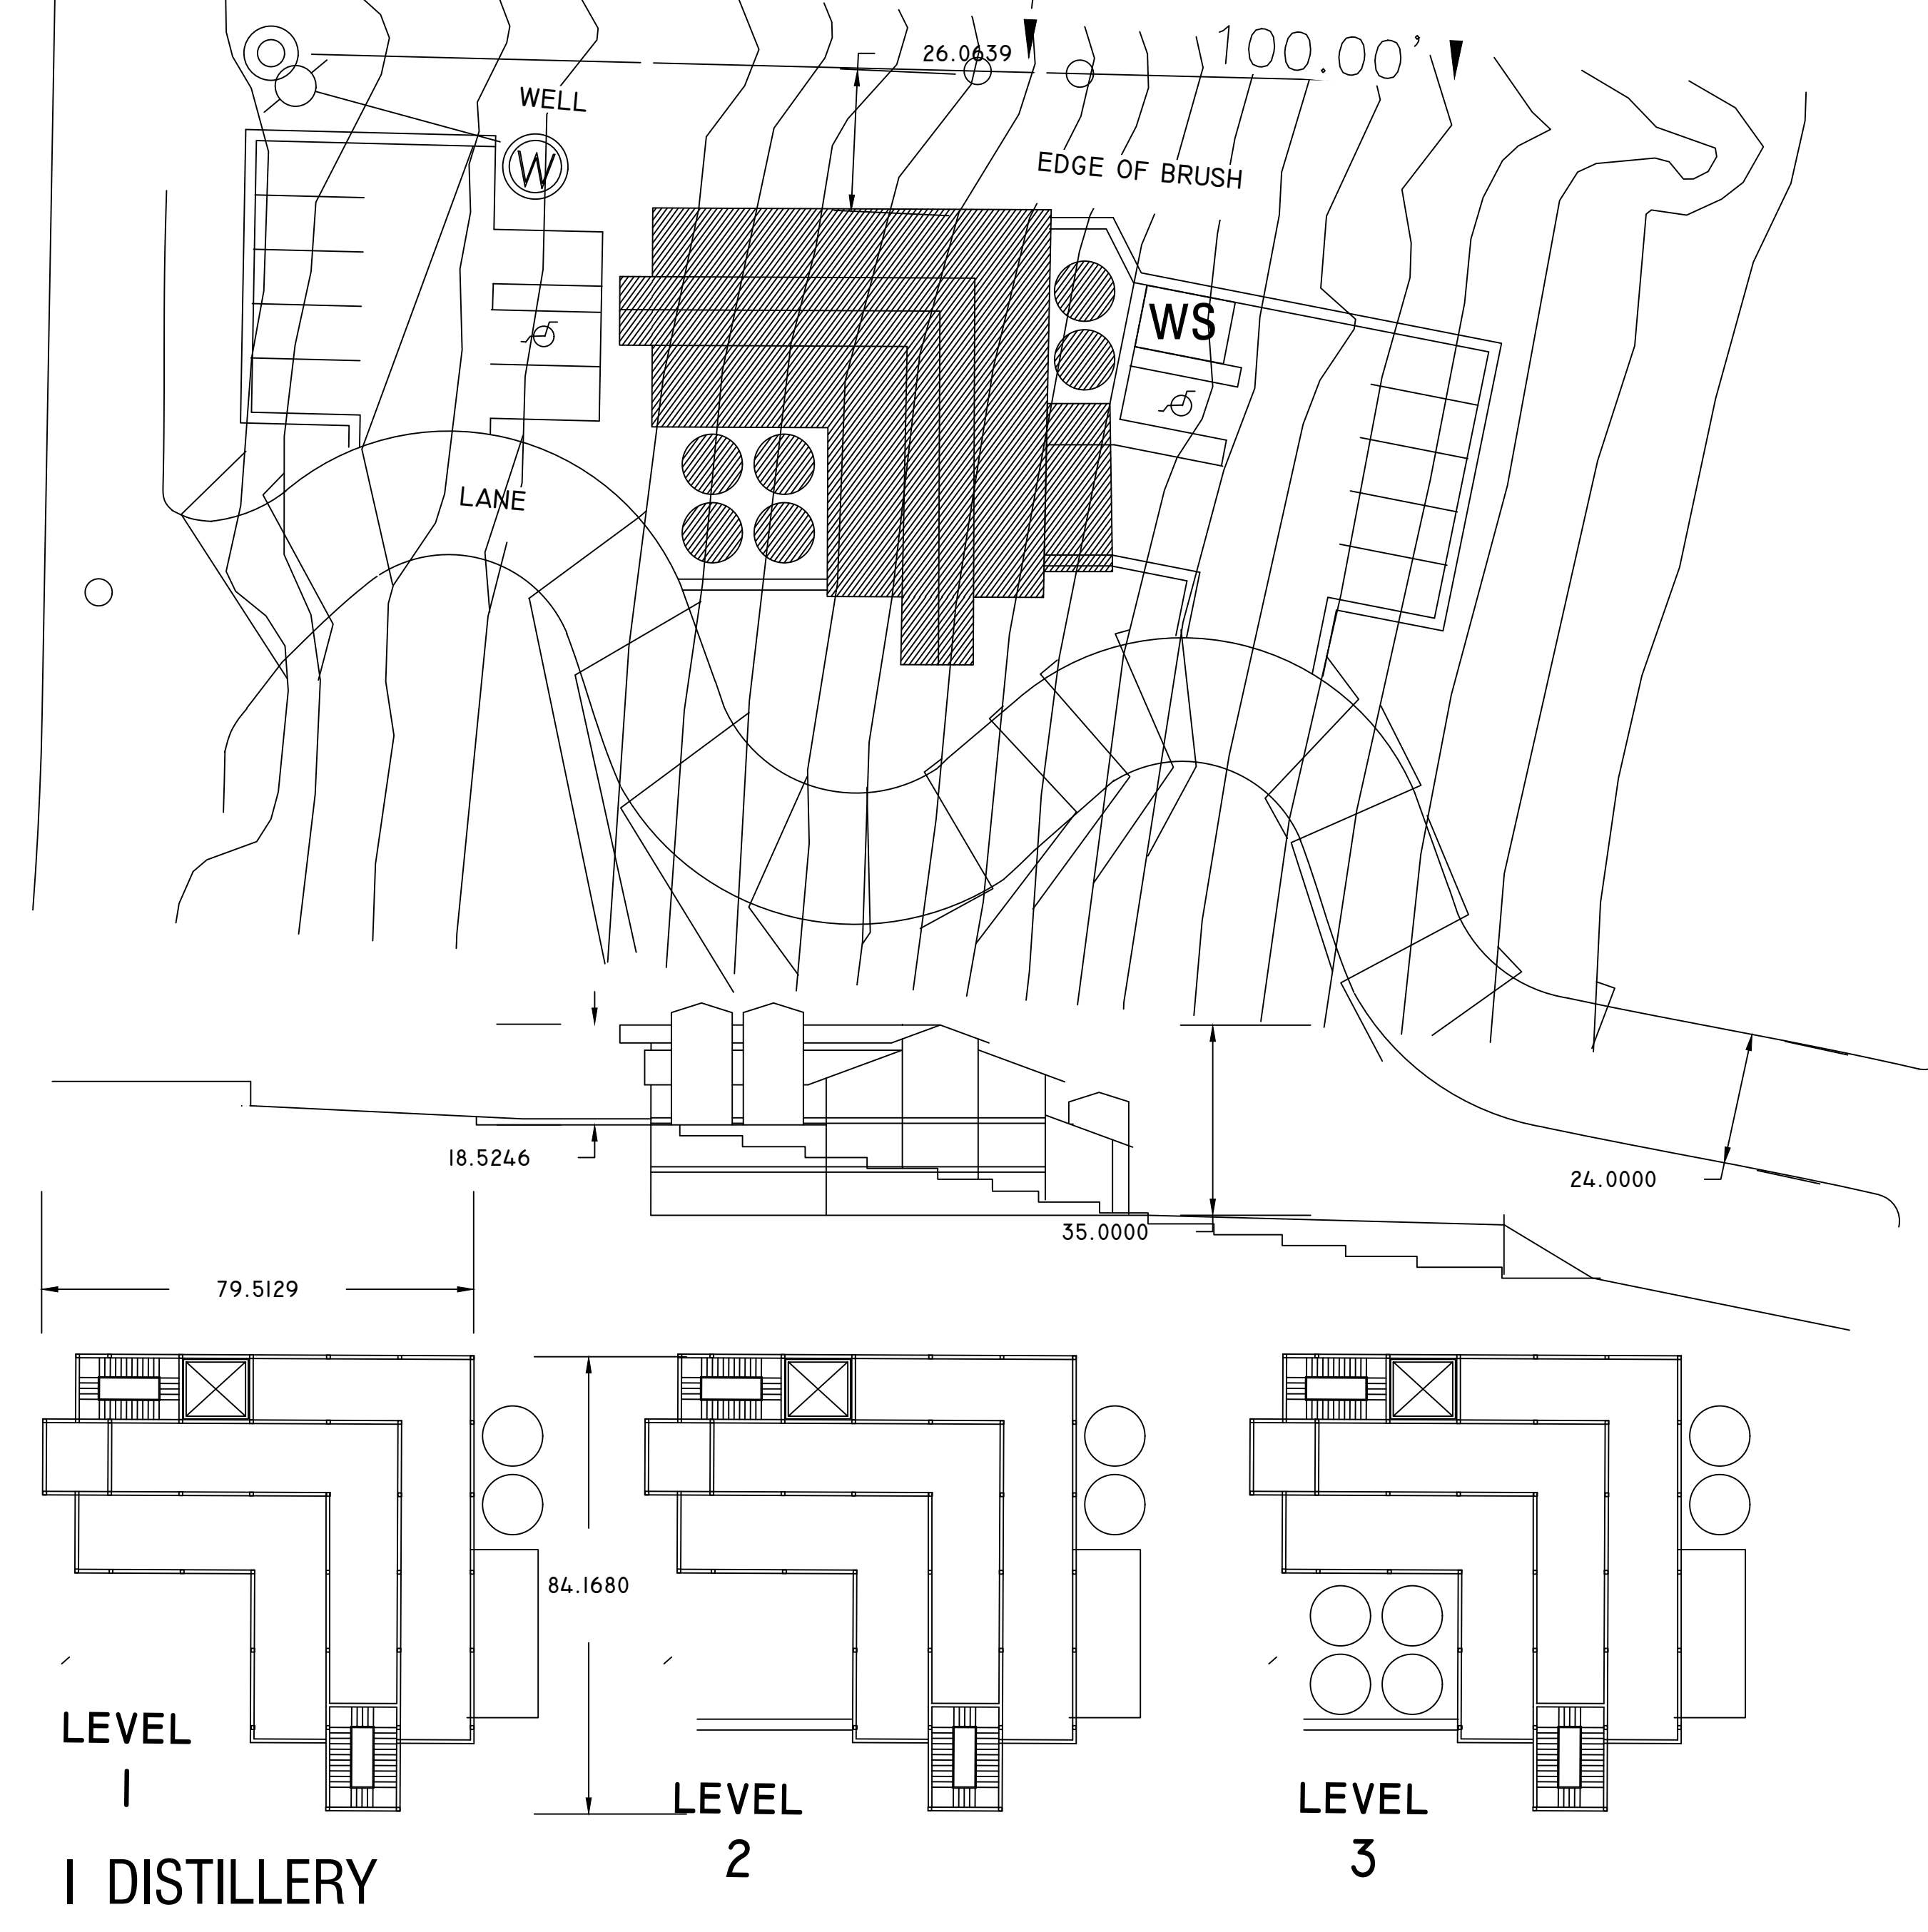 26.0639
100.00'
WELL
W
EDGE OF BRUSH
WS
LANE
18.5246
24.0000
35.0000
79.5129
84.1680
LEVEL
1
LEVEL
2
LEVEL
3
1 DISTILLERY